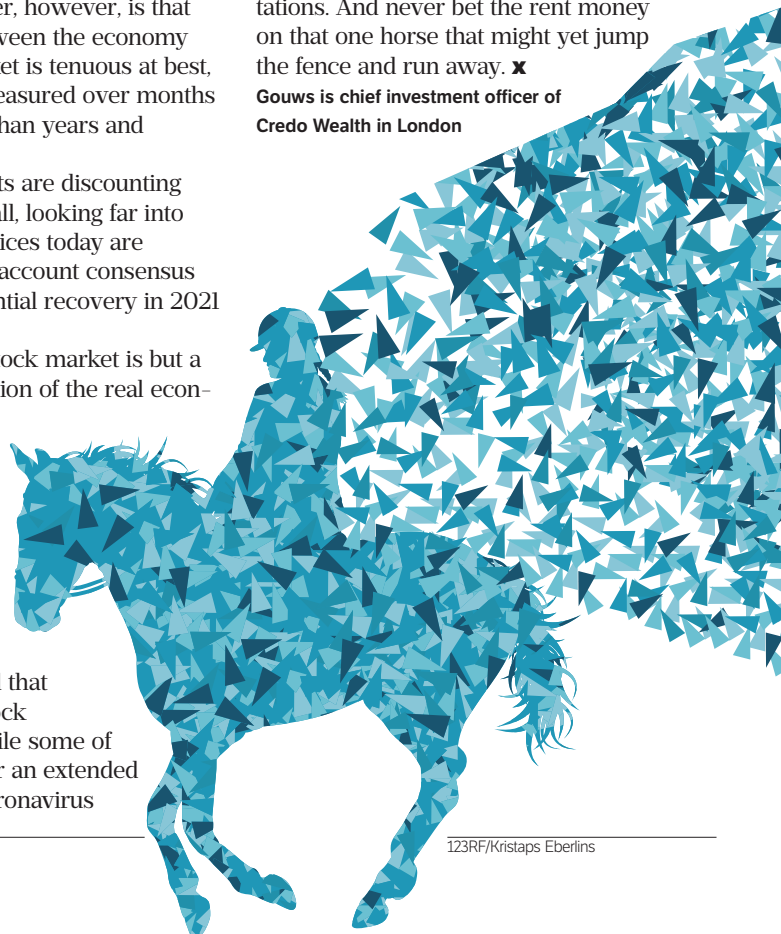 er, however, is that
ween the economy
et is tenuous at best,
easured over months
han years and
ts are discounting
all, looking far into
ices today are
account consensus
ntial recovery in 2021
ock market is but a
ion of the real econ-
l that
ock
ile some of
r an extended
ronavirus
tations. And never bet the rent money
on that one horse that might yet jump
the fence and run away. x
Gouws is chief investment officer of
Credo Wealth in London
123RF/Kristaps Eberlins